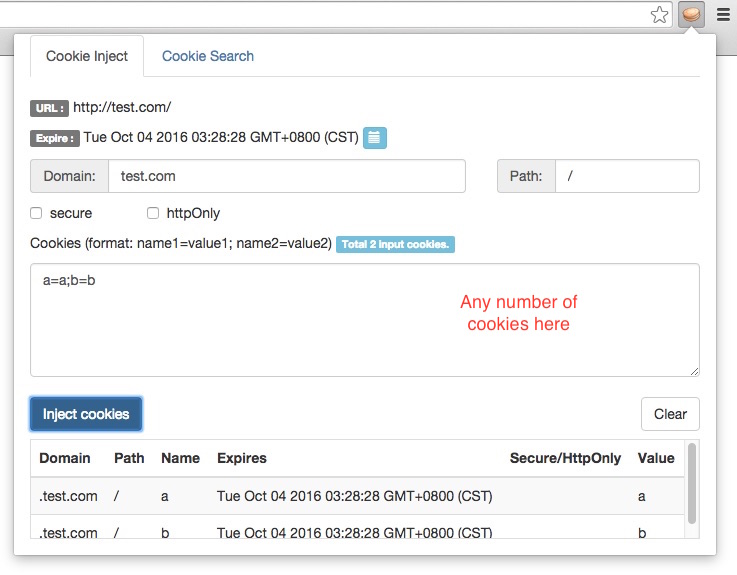 Cookie Inject Cookie Search
URL : http://test.com/
Expire : Tue Oct 04 2016 03:28:28 GMT+0800 (CST)
Domain: test.com Path: /
secure httpOnly
Cookies (format: name1=value1; name2=value2) Total 2 input cookies.
a=a;b=b
Any number of
cookies here
Inject cookies Clear
Domain Path Name Expires Secure/HttpOnly Value
.test.com / a Tue Oct 04 2016 03:28:28 GMT+0800 (CST) a
.test.com / b Tue Oct 04 2016 03:28:28 GMT+0800 (CST) b